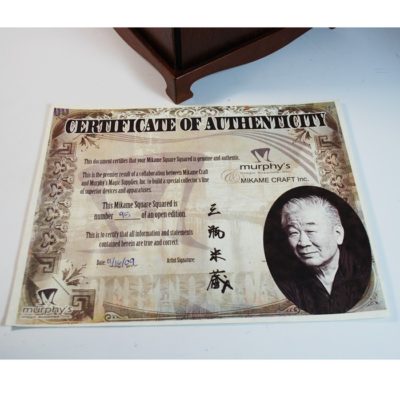 CERTIFICATE OF AUTHENTICITY
This document certifies that your Mikame Square Squared is genuine and authentic.
murphy's
This is the premier result of a collaboration between Mikame Craft
and Murphy's Magic Supplies, Inc. to build a special collector's line
of superior devices and apparatuses.
MIKAME CRAFT Inc.
This Mikame Square Squared is
number of an open edition.
This is to certify that all information and statements
contained herein are true and correct.
Date Artist Signature
三瓶米蔵
murphy's